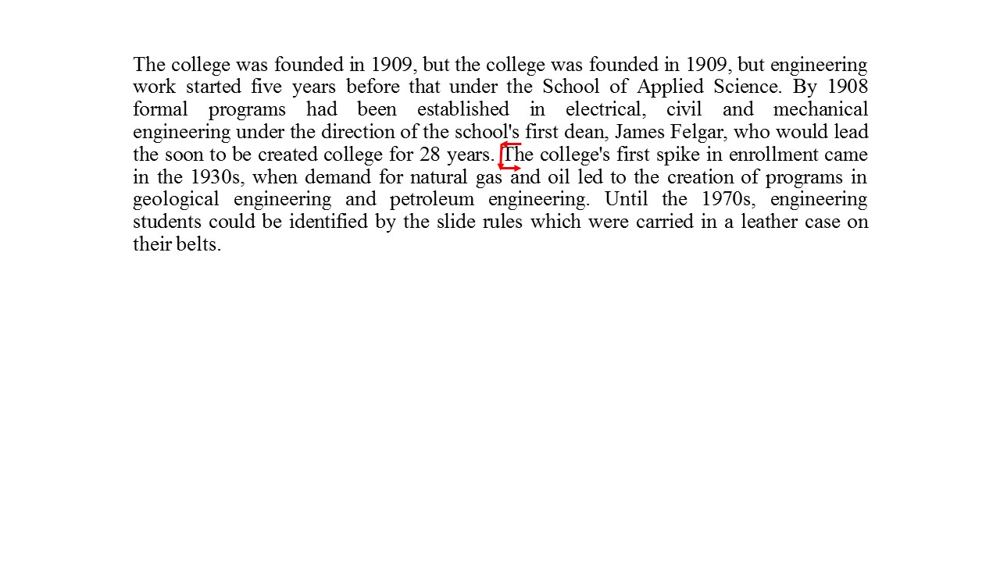 The college was founded in 1909, but the college was founded in 1909, but engineering
work started five years before that under the School of Applied Science. By 1908
formal programs had been established in electrical, civil and mechanical
engineering under the direction of the school's first dean, James Felgar, who would lead
the soon to be created college for 28 years. The college's first spike in enrollment came
in the 1930s, when demand for natural gas and oil led to the creation of programs in
geological engineering and petroleum engineering. Until the 1970s, engineering
students could be identified by the slide rules which were carried in a leather case on
their belts.